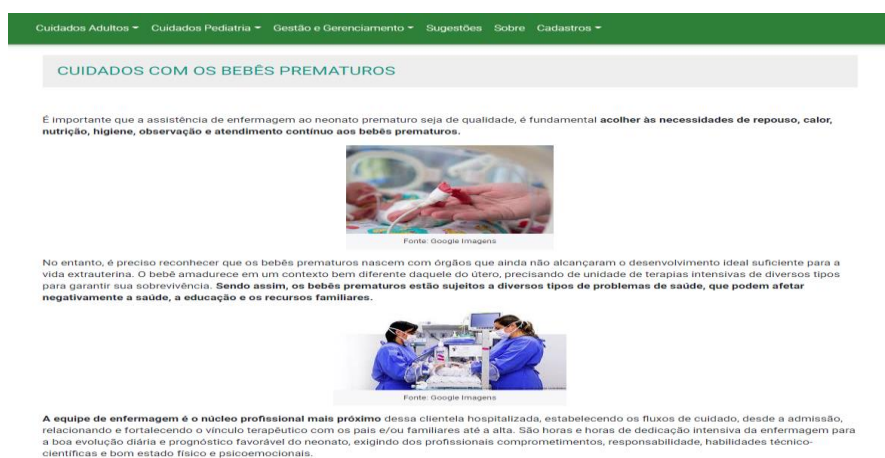 Cuidados Adultos Cuidados Pediatria Gestão e Gerenciamento Sugestões Sobre Cadastros
CUIDADOS COM OS BEBÊS PREMATUROS
É importante que a assistência de enfermagem ao neonato prematuro seja de qualidade, é fundamental acolher às necessidades de repouso, calor,
nutrição, higiene, observação e atendimento contínuo aos bebês prematuros.
Fonte: Google Imagens
No entanto, é preciso reconhecer que os bebês prematuros nascem com órgãos que ainda não alcançaram o desenvolvimento ideal suficiente para a
vida extrauterina. O bebê amadurece em um contexto bem diferente daquele do útero, precisando de unidade de terapias intensivas de diversos tipos
para garantir sua sobrevivência. Sendo assim, os bebês prematuros estão sujeitos a diversos tipos de problemas de saúde, que podem afetar
negativamente a saúde, a educação e os recursos familiares.
Fonte: Google Imagens
A equipe de enfermagem é o núcleo profissional mais próximo dessa clientela hospitalizada, estabelecendo os fluxos de cuidado, desde a admissão,
relacionando e fortalecendo o vínculo terapêutico com os pais e/ou familiares até a alta. São horas e horas de dedicação intensiva da enfermagem para
a boa evolução diária e prognóstico favorável do neonato, exigindo dos profissionais comprometimentos, responsabilidade, habilidades técnico-
científicas e bom estado físico e psicoemocionais.